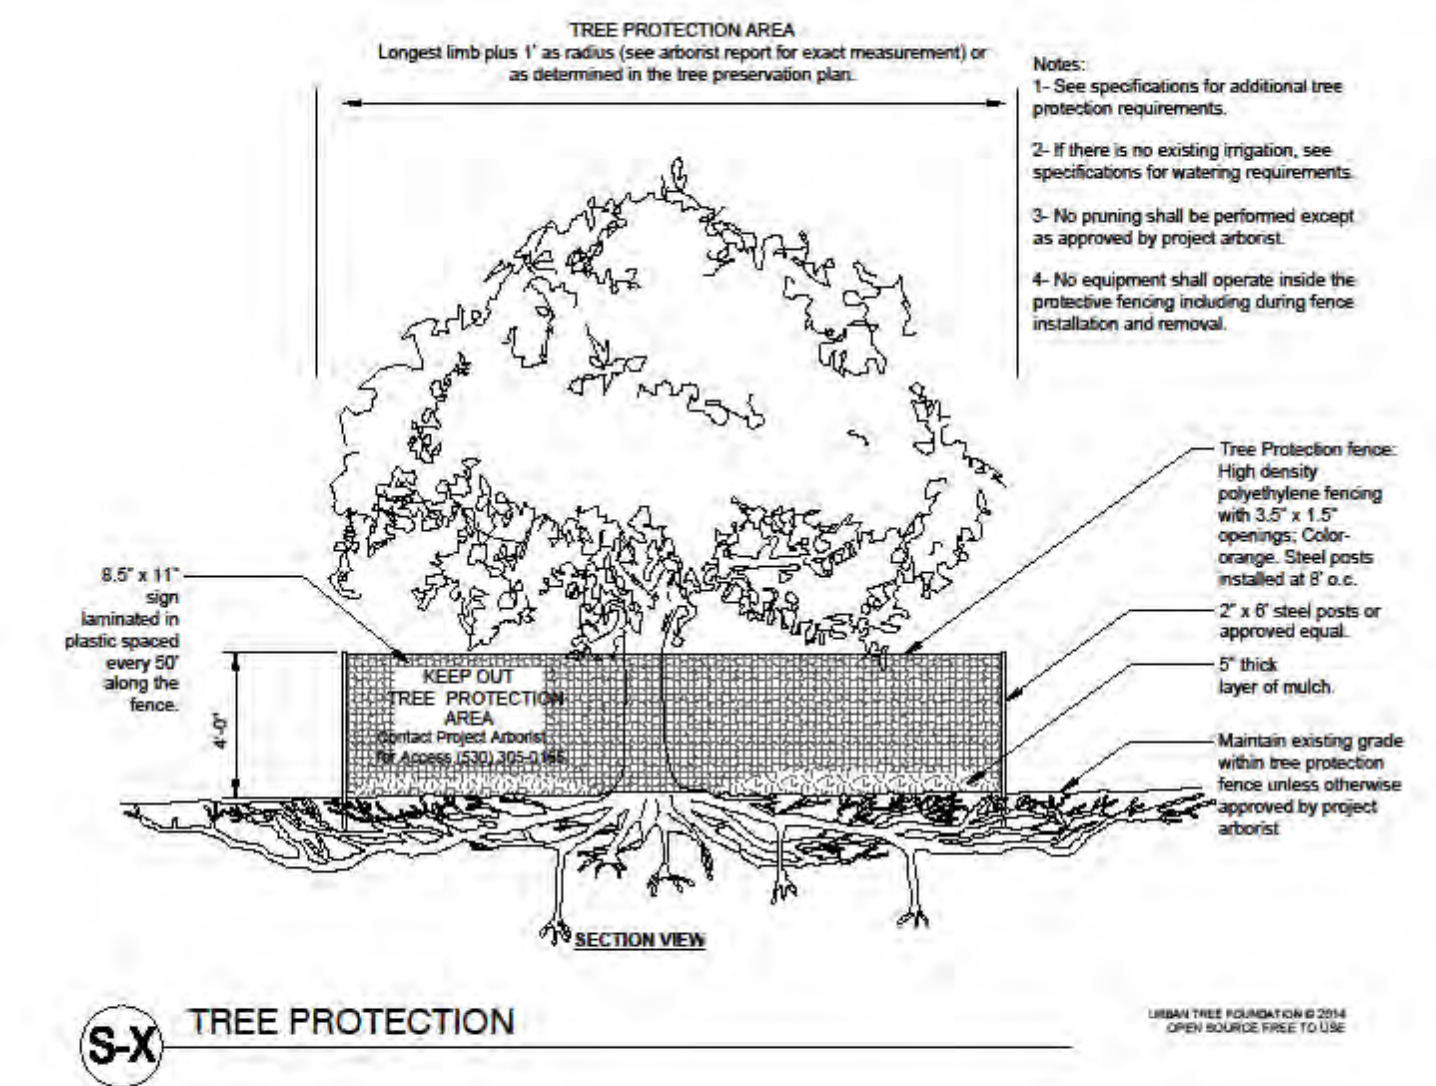 TREE PROTECTION AREA
Longest limb plus 1' as radius (see arborist report for exact measurement) or
as determined in the tree preservation plan.
Notes:
1- See specifications for additional tree
protection requirements.
2- If there is no existing irrigation, see
specifications for watering requirements.
3- No pruning shall be performed except
as approved by project arborist.
4- No equipment shall operate inside the
protective fencing including during fence
installation and removal.
Tree Protection fence:
High density
polyethylene fencing
with 3.5" x 1.5"
openings; Color-
orange. Steel posts
installed at 8' o.c.
2" x 6' steel posts or
approved equal.
5" thick
layer of mulch.
Maintain existing grade
within tree protection
fence unless otherwise
approved by project
arborist
8.5" x 11"
sign
laminated in
plastic spaced
every 50'
along the
fence.
4'-0"
KEEP OUT
TREE PROTECTION
AREA
Contact Project Arborist
for Access (530) 305-0165
SECTION VIEW
S-X
TREE PROTECTION
URBAN TREE FOUNDATION © 2014
OPEN SOURCE FREE TO USE